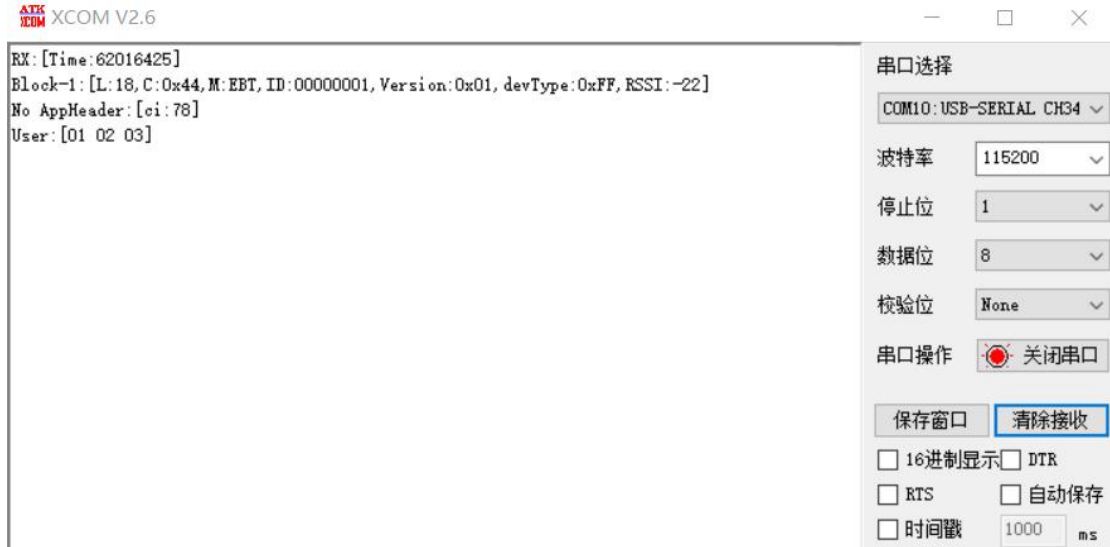 ATK XCOM XCOM V2.6
RX:[Time:62016425]
Block-1:[L:18,C:0x44,M:EBT,ID:00000001,Version:0x01,devType:0xFF,RSSI:-22]
No AppHeader:[ci:78]
User:[01 02 03]
串口选择
COM10:USB-SERIAL CH34
波特率 115200
停止位 1
数据位 8
校验位 None
串口操作 关闭串口
保存窗口 清除接收
16进制显示 DTR
RTS 自动保存
时间戳 1000 ms